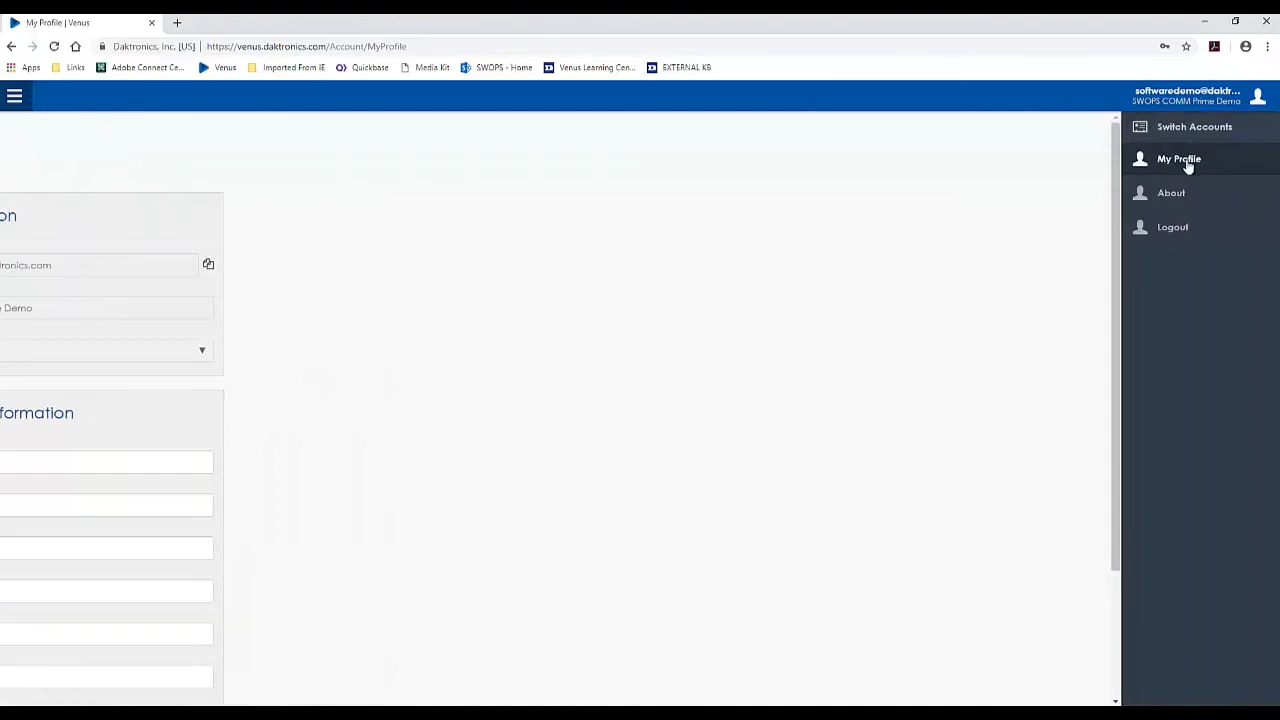 My Profile | Venus
Daktronics, Inc. [US] | https://venus.daktronics.com/Account/MyProfile
Apps Links Adobe Connect Ce... Venus Imported From IE Quickbase Media Kit SWOPS - Home Venus Learning Cen... EXTERNAL KB
softwaredemo@daktr...
SWOPS COMM Prime Demo
Switch Accounts
My Profile
About
Logout
on
tronics.com
e Demo
formation